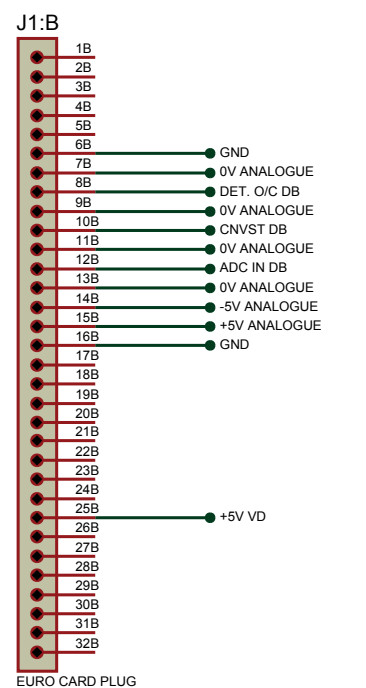 J1:B
1B
2B
3B
4B
5B
6B GND
7B 0V ANALOGUE
8B DET. O/C DB
9B 0V ANALOGUE
10B CNVST DB
11B 0V ANALOGUE
12B ADC IN DB
13B 0V ANALOGUE
14B -5V ANALOGUE
15B +5V ANALOGUE
16B GND
17B
18B
19B
20B
21B
22B
23B
24B
25B +5V VD
26B
27B
28B
29B
30B
31B
32B
EURO CARD PLUG